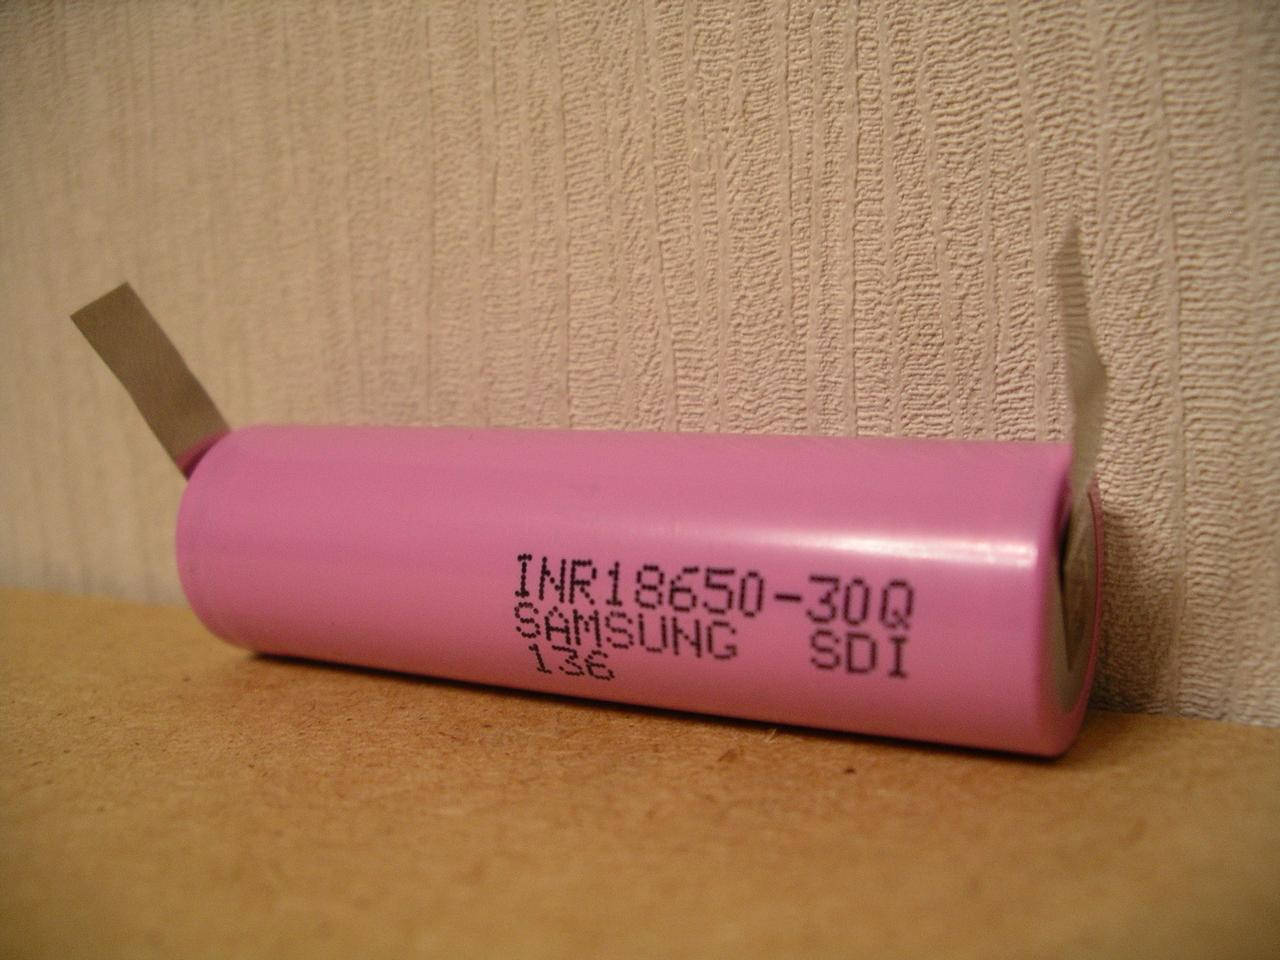 INR18650-30Q
SAMSUNG SDI
136